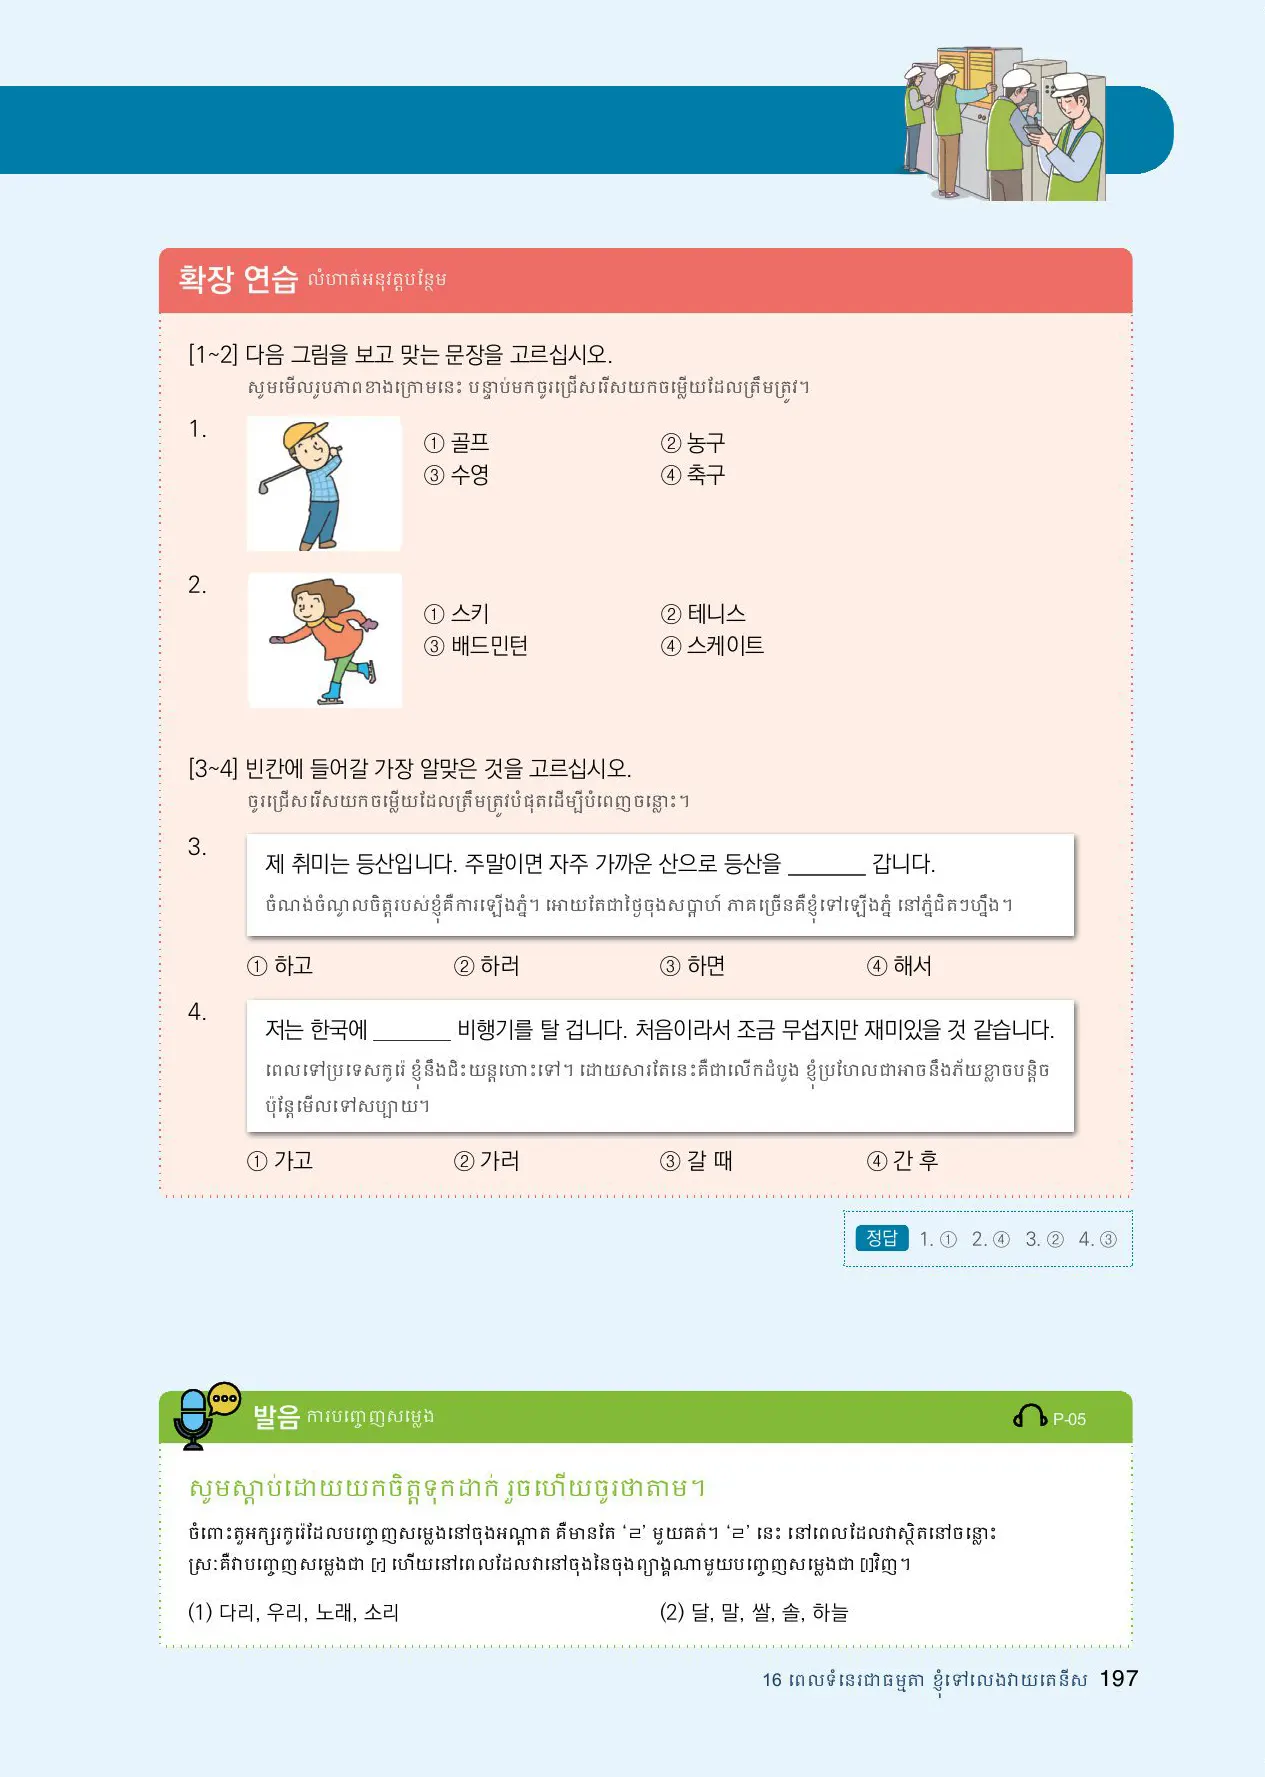 확장 연습 លំហាត់អនុវត្តបន្ថែម
[1~2] 다음 그림을 보고 맞는 문장을 고르십시오.
សូមមើលរូបភាពខាងក្រោមនេះ បន្ទាប់មកចូរជ្រើសរើសយកចម្លើយដែលត្រឹមត្រូវ។
1.
① 골프 ② 농구
③ 수영 ④ 축구
2.
① 스키 ② 테니스
③ 배드민턴 ④ 스케이트
[3~4] 빈칸에 들어갈 가장 알맞은 것을 고르십시오.
ចូរជ្រើសរើសយកចម្លើយដែលត្រឹមត្រូវបំផុតដើម្បីបំពេញចន្លោះ។
3.
제 취미는 등산입니다. 주말이면 자주 가까운 산으로 등산을 _______ 갑니다.
ចំណង់ចំណូលចិត្តរបស់ខ្ញុំគឺការឡើងភ្នំ។ អោយតែជាថ្ងៃចុងសប្តាហ៍ ភាគច្រើនគឺខ្ញុំទៅឡើងភ្នំ នៅភ្នំជិតៗហ្នឹង។
① 하고 ② 하러 ③ 하면 ④ 해서
4.
저는 한국에 _______ 비행기를 탈 겁니다. 처음이라서 조금 무섭지만 재미있을 것 같습니다.
ពេលទៅប្រទេសកូរ៉េ ខ្ញុំនឹងជិះយន្តហោះទៅ។ ដោយសារតែនេះគឺជាលើកដំបូង ខ្ញុំប្រហែលជាអាចនឹងភ័យខ្លាចបន្តិច
ប៉ុន្តែមើលទៅសប្បាយ។
① 가고 ② 가러 ③ 갈 때 ④ 간 후
정답 1. ① 2. ④ 3. ② 4. ③
발음 ការបញ្ចេញសម្លេង P-05
សូមស្តាប់ដោយយកចិត្តទុកដាក់ រួចហើយចូរថាតាម។
ចំពោះតួអក្សរកូរ៉េដែលបញ្ចេញសម្លេងនៅចុងអណ្តាត គឺមានតែ ‘ㄹ’ មួយគត់។ ‘ㄹ’ នេះ នៅពេលដែលវាស្ថិតនៅចន្លោះ
ស្រៈគឺវាបញ្ចេញសម្លេងជា [r] ហើយនៅពេលដែលវានៅចុងនៃចុងព្យាង្គណាមួយបញ្ចេញសម្លេងជា [l]វិញ។
(1) 다리, 우리, 노래, 소리 (2) 달, 말, 쌀, 솔, 하늘
16 ពេលទំនេរជាធម្មតា ខ្ញុំទៅលេងវាយតេនីស 197